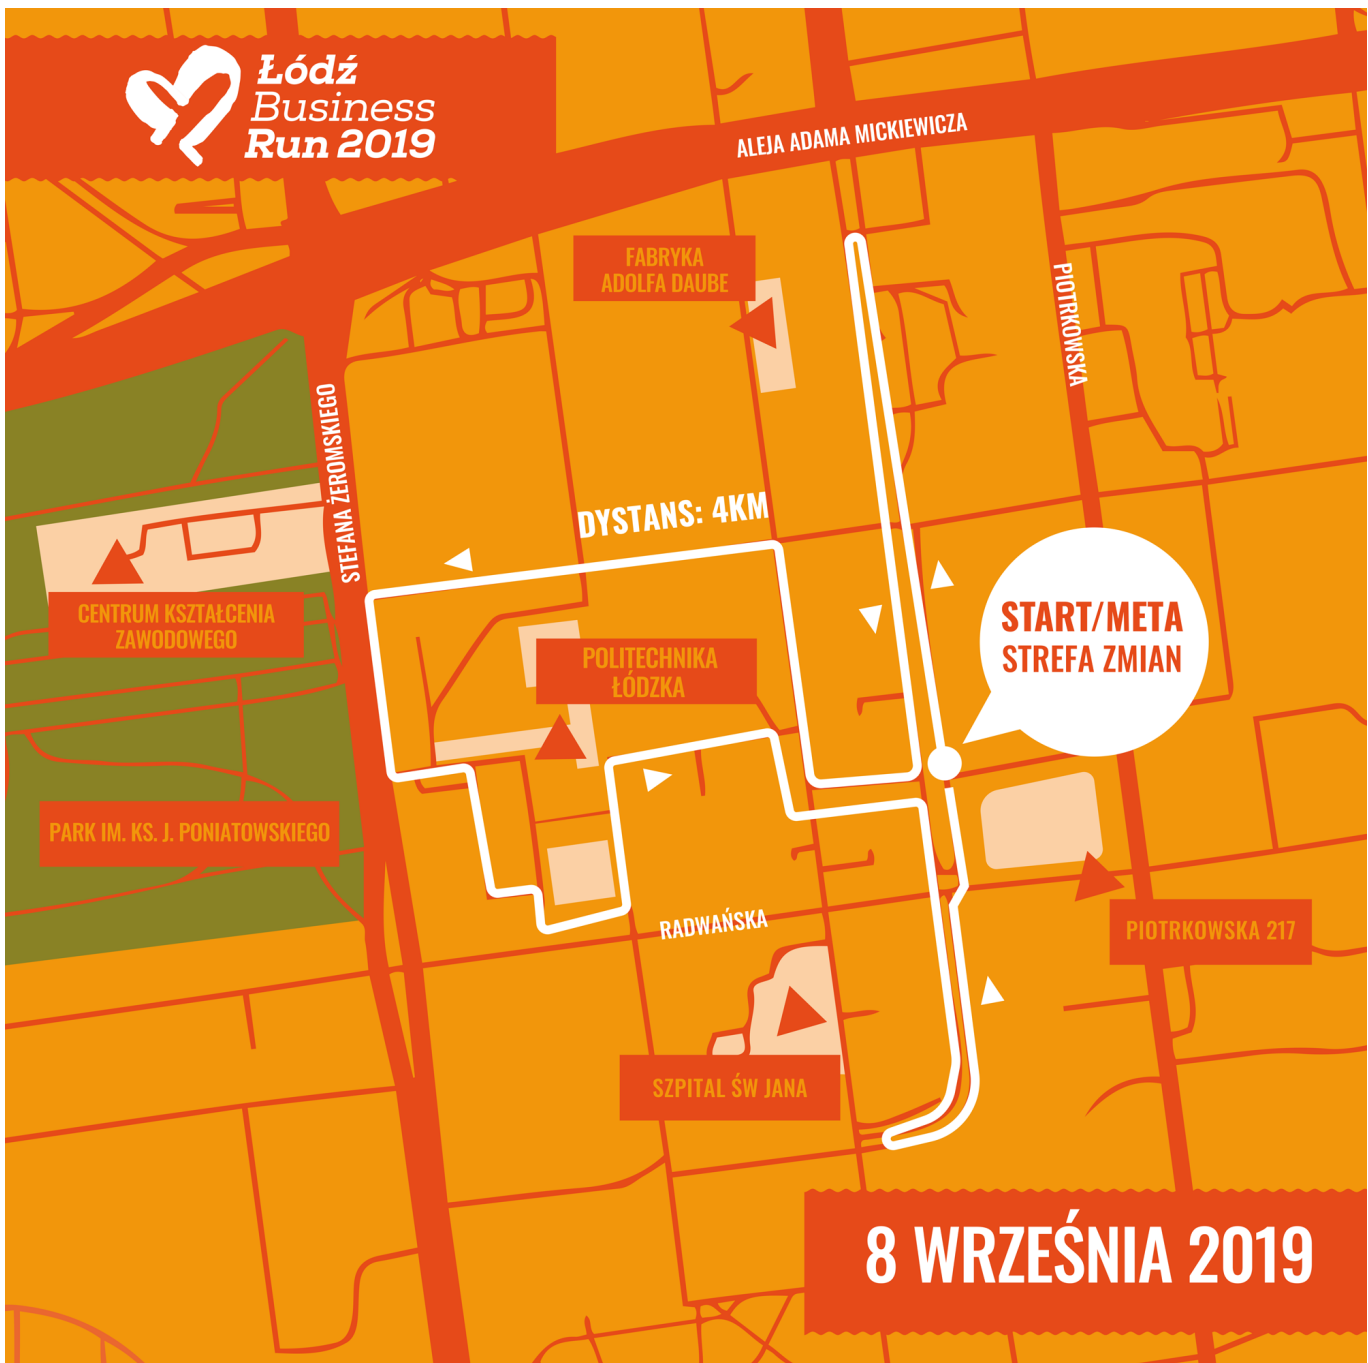 Łódź
Business
Run 2019
ALEJA ADAMA MICKIEWICZA
FABRYKA
ADOLFA DAUBE
PIOTRKOWSKA
STEFANA ŻEROMSKIEGO
DYSTANS: 4KM
CENTRUM KSZTAŁCENIA
ZAWODOWEGO
START/META
STREFA ZMIAN
POLITECHNIKA
ŁÓDZKA
PARK IM. KS. J. PONIATOWSKIEGO
RADWAŃSKA
PIOTRKOWSKA 217
SZPITAL ŚW JANA
8 WRZEŚNIA 2019